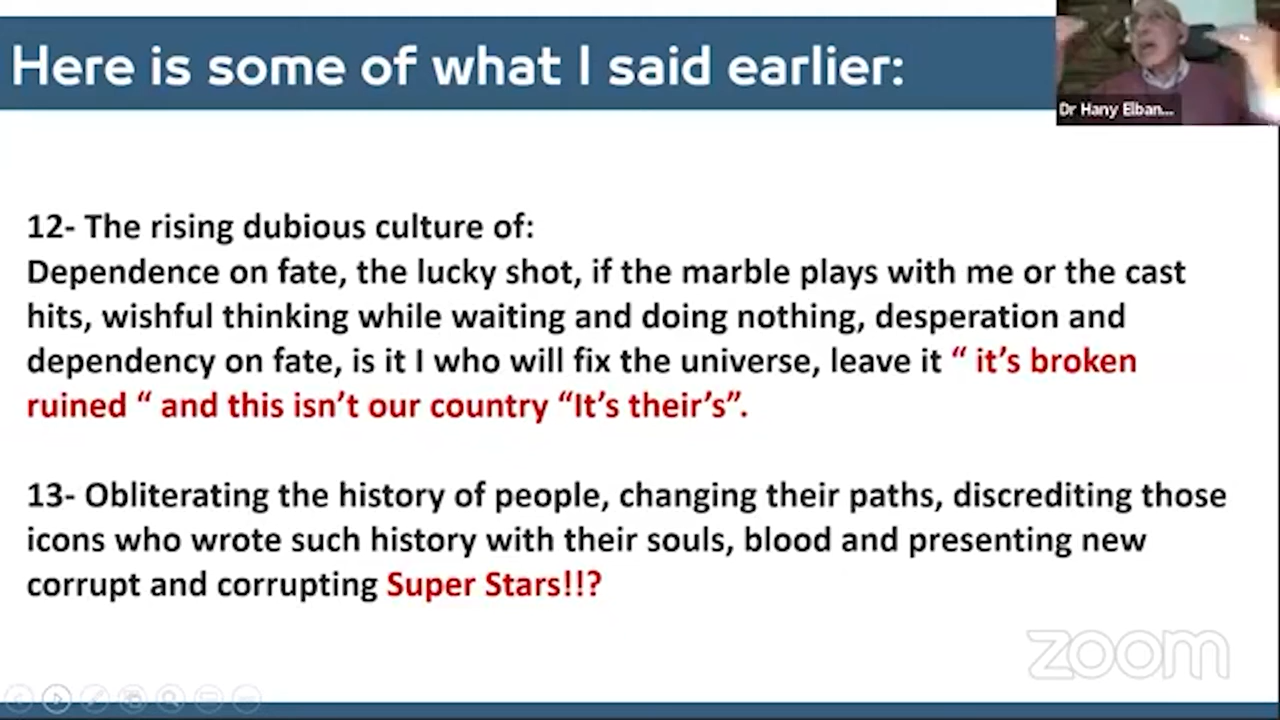 Here is some of what I said earlier:
Dr Hany Elban...
12- The rising dubious culture of:
Dependence on fate, the lucky shot, if the marble plays with me or the cast
hits, wishful thinking while waiting and doing nothing, desperation and
dependency on fate, is it I who will fix the universe, leave it “ it’s broken
ruined “ and this isn’t our country “It’s their’s”.
13- Obliterating the history of people, changing their paths, discrediting those
icons who wrote such history with their souls, blood and presenting new
corrupt and corrupting Super Stars!!?
zoom